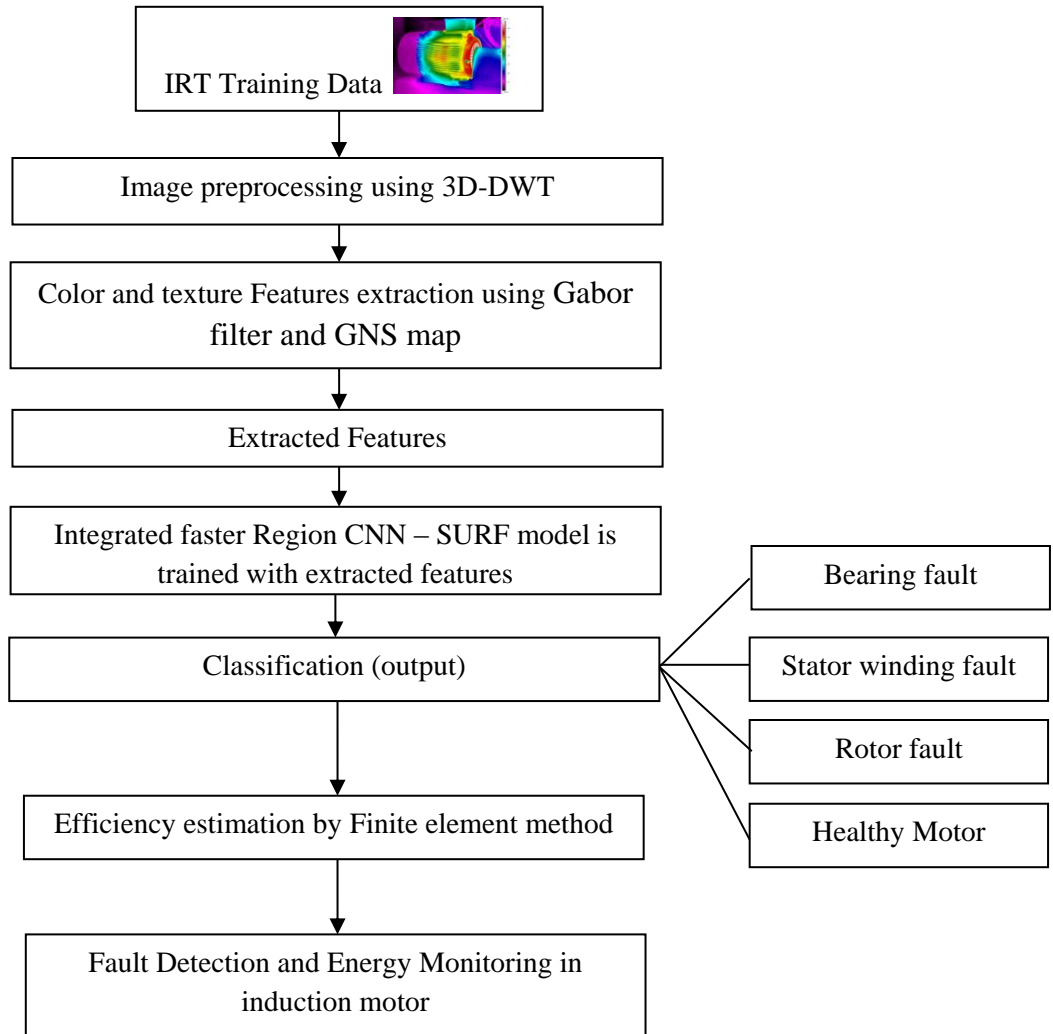 IRT Training Data
Image preprocessing using 3D-DWT
Color and texture Features extraction using Gabor
filter and GNS map
Extracted Features
Integrated faster Region CNN – SURF model is
trained with extracted features
Classification (output)
Bearing fault
Stator winding fault
Rotor fault
Healthy Motor
Efficiency estimation by Finite element method
Fault Detection and Energy Monitoring in
induction motor